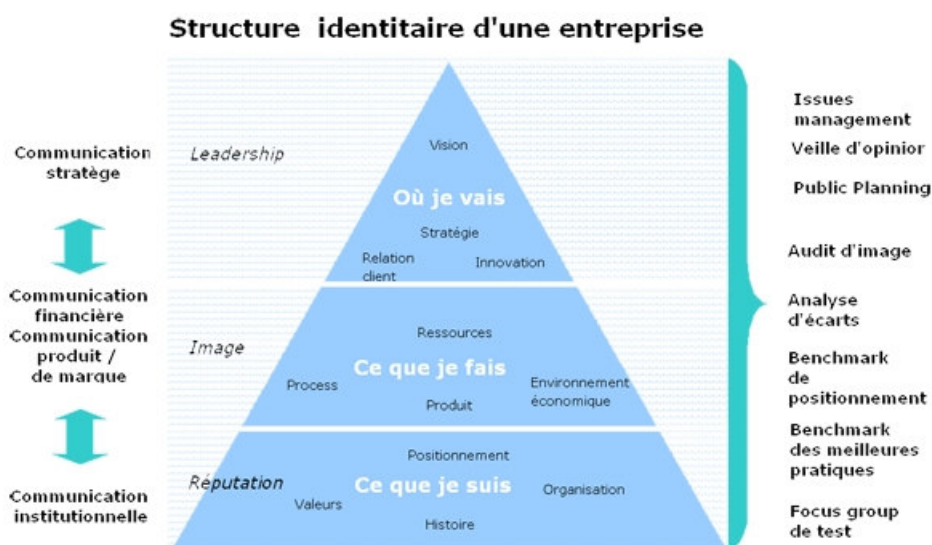 Structure identitaire d'une entreprise
Communication
stratège
Communication
financière
Communication
produit /
de marque
Communication
institutionnelle
Leadership
Image
Réputation
Vision
Où je vais
Stratégie
Relation
client
Innovation
Ressources
Ce que je fais
Process
Environnement
économique
Produit
Positionnement
Ce que je suis
Valeurs
Organisation
Histoire
Issues
management
Veille d'opinior
Public Planning
Audit d'image
Analyse
d'écarts
Benchmark
de
positionnement
Benchmark
des meilleures
pratiques
Focus group
de test